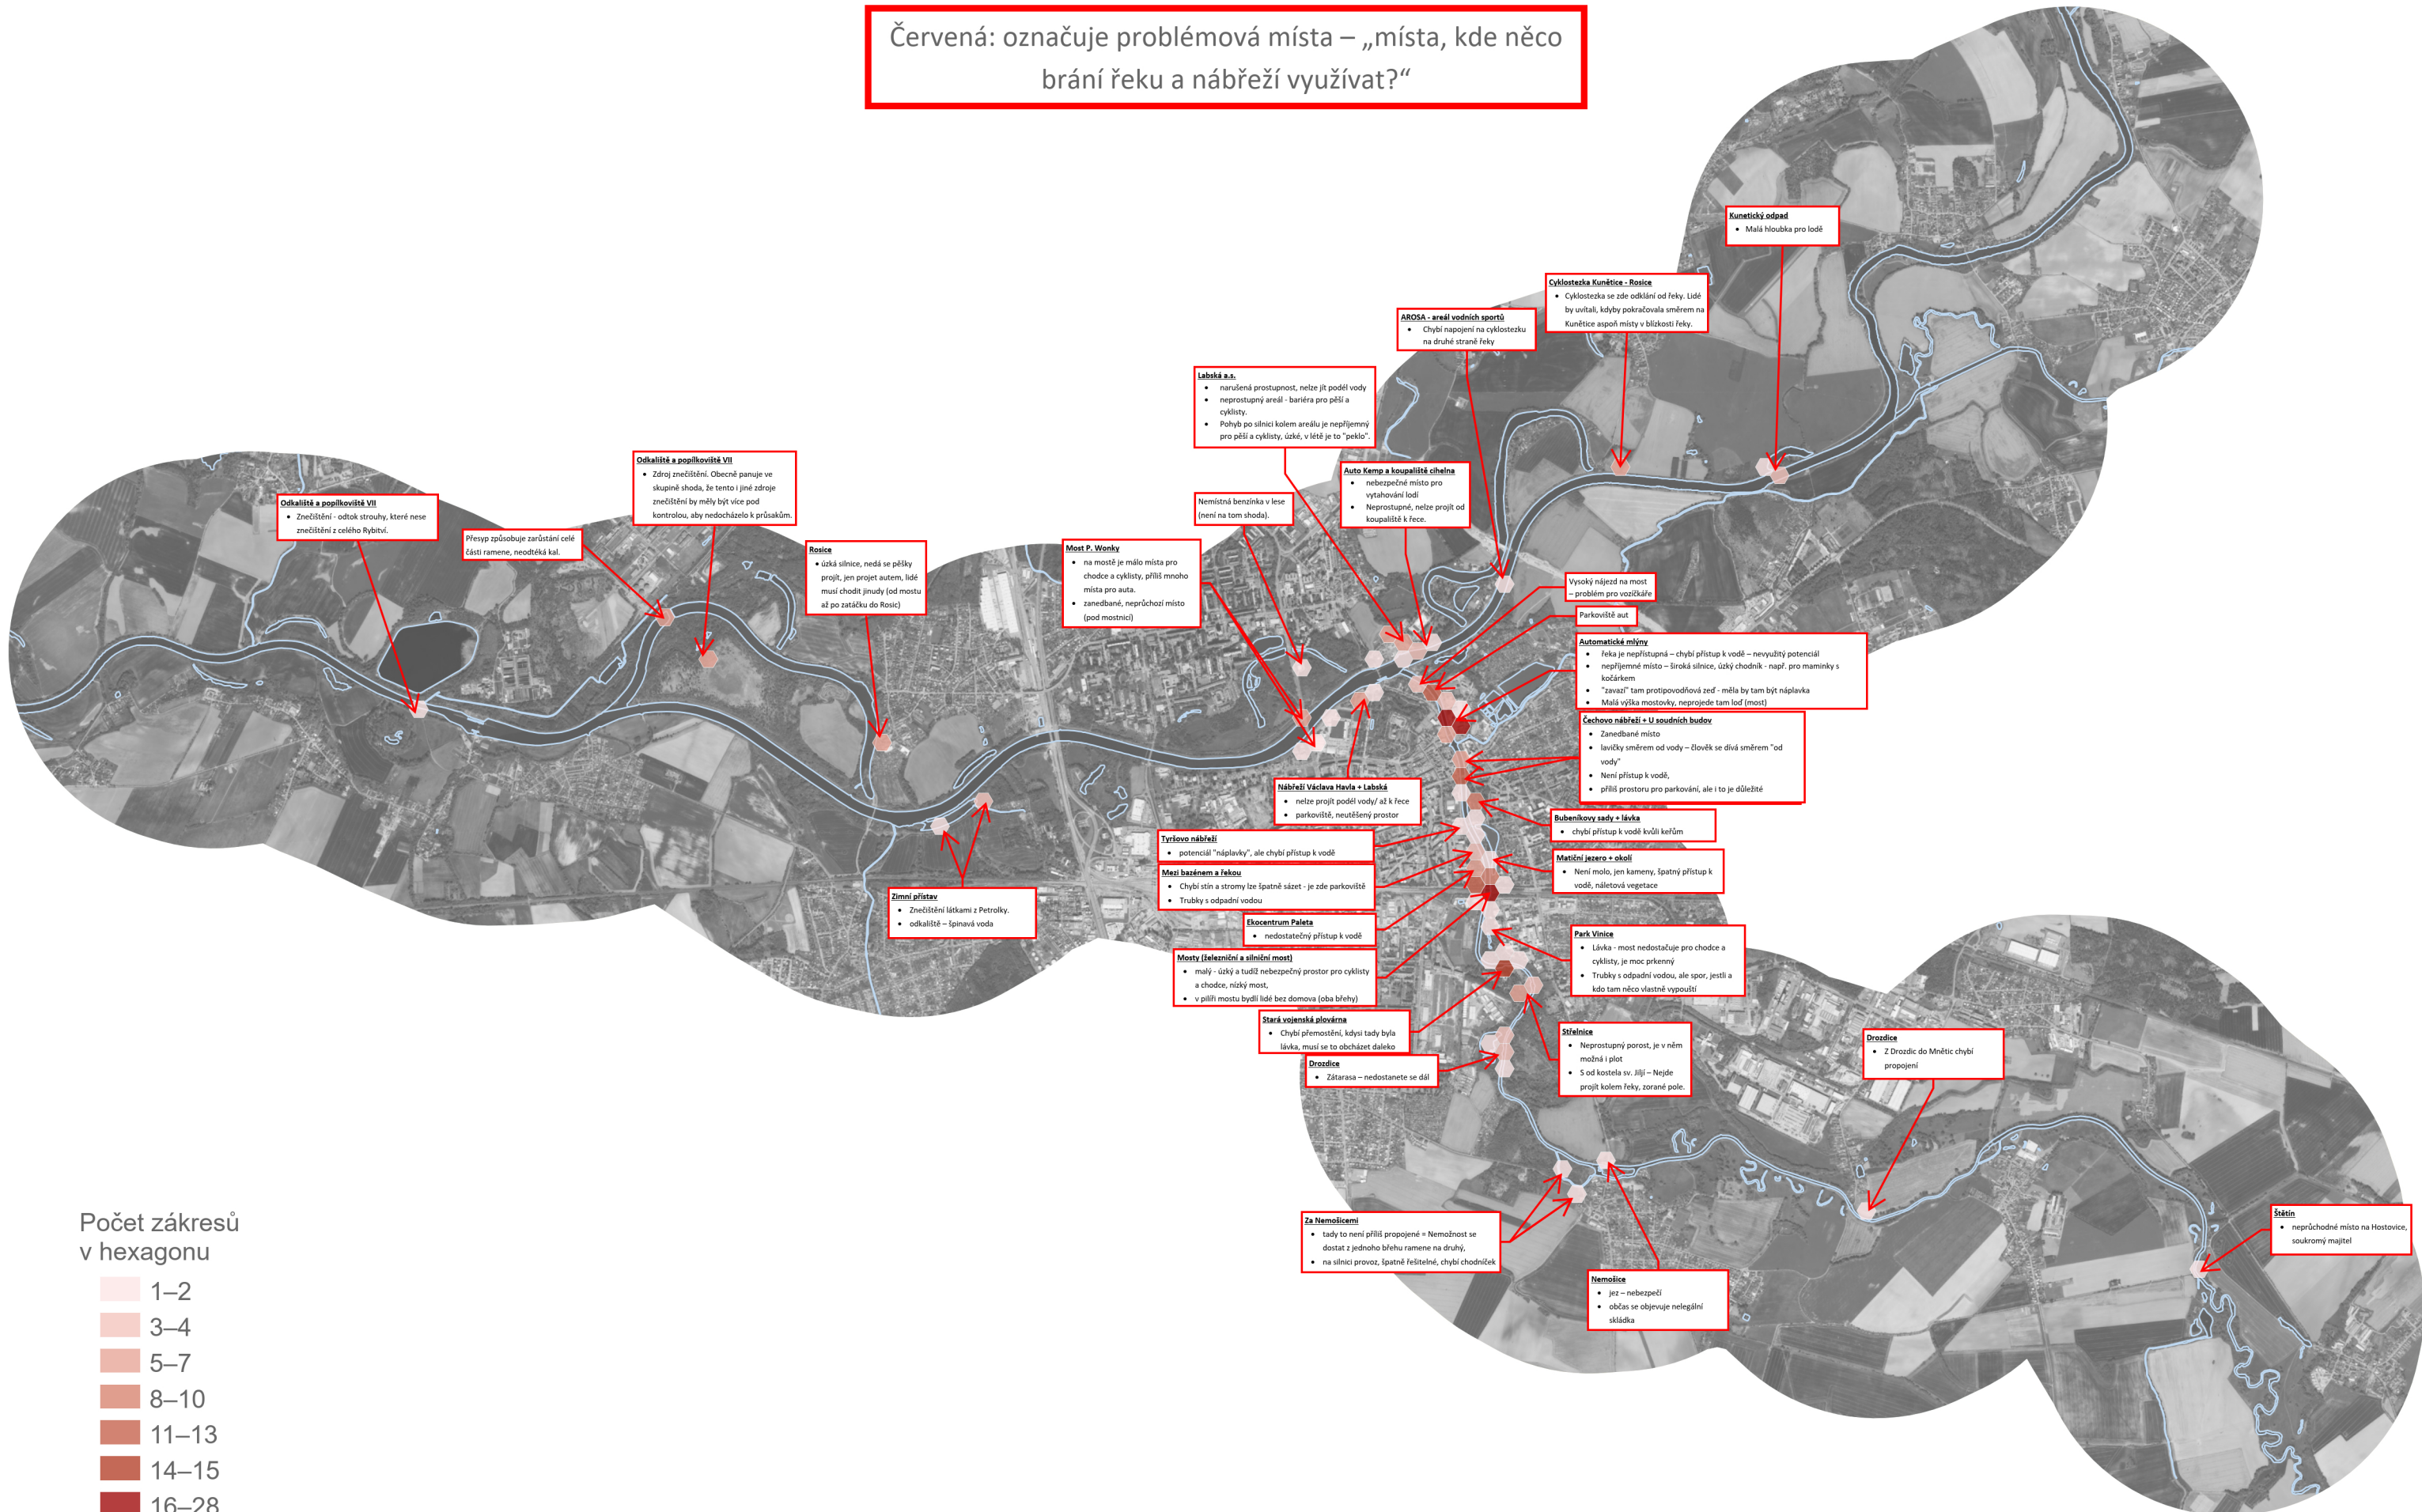 Červená: označuje problémová místa – „místa, kde něco
brání řeku a nábřeží využívat?“
Kunetický odpad
• Malá hloubka pro lodě
Cyklostezka Kunětice - Rosice
• Cyklostezka se zde odklání od řeky. Lidé
by uvítali, kdyby pokračovala směrem na
Kunětice aspoň místy v blízkosti řeky.
AROSA - areál vodních sportů
• Chybí napojení na cyklostezku
na druhé straně řeky
Labská a.s.
• narušená prostupnost, nelze jít podél vody
• neprostupný areál - bariéra pro pěší a
cyklisty.
• Pohyb po silnici kolem areálu je nepříjemný
pro pěší a cyklisty, úzké, v létě je to "peklo".
Auto Kemp a koupaliště cihelna
• nebezpečné místo pro
vytahování lodí
• Neprostupné, nelze projít od
koupaliště k řece.
Nemístná benzínka v lese
(není na tom shoda).
Odkaliště a popílkoviště VII
• Zdroj znečištění. Obecně panuje ve
skupině shoda, že tento i jiné zdroje
znečištění by měly být více pod
kontrolou, aby nedocházelo k průsakům.
Odkaliště a popílkoviště VII
• Znečištění - odtok strouhy, které nese
znečištění z celého Rybitví.
Přesyp způsobuje zarůstání celé
části ramene, neodtéká kal.
Rosice
• úzká silnice, nedá se pěšky
projít, jen projet autem, lidé
musí chodit jinudy (od mostu
až po zatáčku do Rosic)
Most P. Wonky
• na mostě je málo místa pro
chodce a cyklisty, příliš mnoho
místa pro auta.
• zanedbané, neprůchozí místo
(pod mostnicí)
Vysoký nájezd na most
– problém pro vozíčkáře
Parkoviště aut
Automatické mlýny
• řeka je nepřístupná – chybí přístup k vodě – nevyužitý potenciál
• nepříjemné místo – široká silnice, úzký chodník - např. pro maminky s
kočárkem
• "zavazí" tam protipovodňová zeď - měla by tam být náplavka
• Malá výška mostovky, neprojede tam loď (most)
Čechovo nábřeží + U soudních budov
• Zanedbané místo
• lavičky směrem od vody – člověk se dívá směrem "od
vody"
• Není přístup k vodě,
• příliš prostoru pro parkování, ale i to je důležité
Nábřeží Václava Havla + Labská
• nelze projít podél vody/ až k řece
• parkoviště, neutěšený prostor
Bubeníkovy sady + lávka
• chybí přístup k vodě kvůli keřům
Tyršovo nábřeží
• potenciál "náplavky", ale chybí přístup k vodě
Matiční jezero + okolí
• Není molo, jen kameny, špatný přístup k
vodě, náletová vegetace
Mezi bazénem a řekou
• Chybí stín a stromy lze špatně sázet - je zde parkoviště
• Trubky s odpadní vodou
Zimní přístav
• Znečištění látkami z Petrolky.
• odkaliště – špinavá voda
Ekocentrum Paleta
• nedostatečný přístup k vodě
Park Vinice
• Lávka - most nedostačuje pro chodce a
cyklisty, je moc prkenný
• Trubky s odpadní vodou, ale spor, jestli a
kdo tam něco vlastně vypouští
Mosty (železniční a silniční most)
• malý - úzký a tudíž nebezpečný prostor pro cyklisty
a chodce, nízký most,
• v pilíři mostu bydlí lidé bez domova (oba břehy)
Stará vojenská plovárna
• Chybí přemostění, kdysi tady byla
lávka, musí se to obcházet daleko
Střelnice
• Neprostupný porost, je v něm
možná i plot
• S od kostela sv. Jiljí – Nejde
projít kolem řeky, zorané pole.
Drozdice
• Z Drozdic do Mnětic chybí
propojení
Drozdice
• Zátarasa – nedostanete se dál
Za Nemošicemi
• tady to není příliš propojené = Nemožnost se
dostat z jednoho břehu ramene na druhý,
• na silnici provoz, špatně řešitelné, chybí chodníček
Štětín
• neprůchodné místo na Hostovice,
soukromý majitel
Nemošice
• jez – nebezpečí
• občas se objevuje nelegální
skládka
Počet zákresů
v hexagonu
1–2
3–4
5–7
8–10
11–13
14–15
16–28